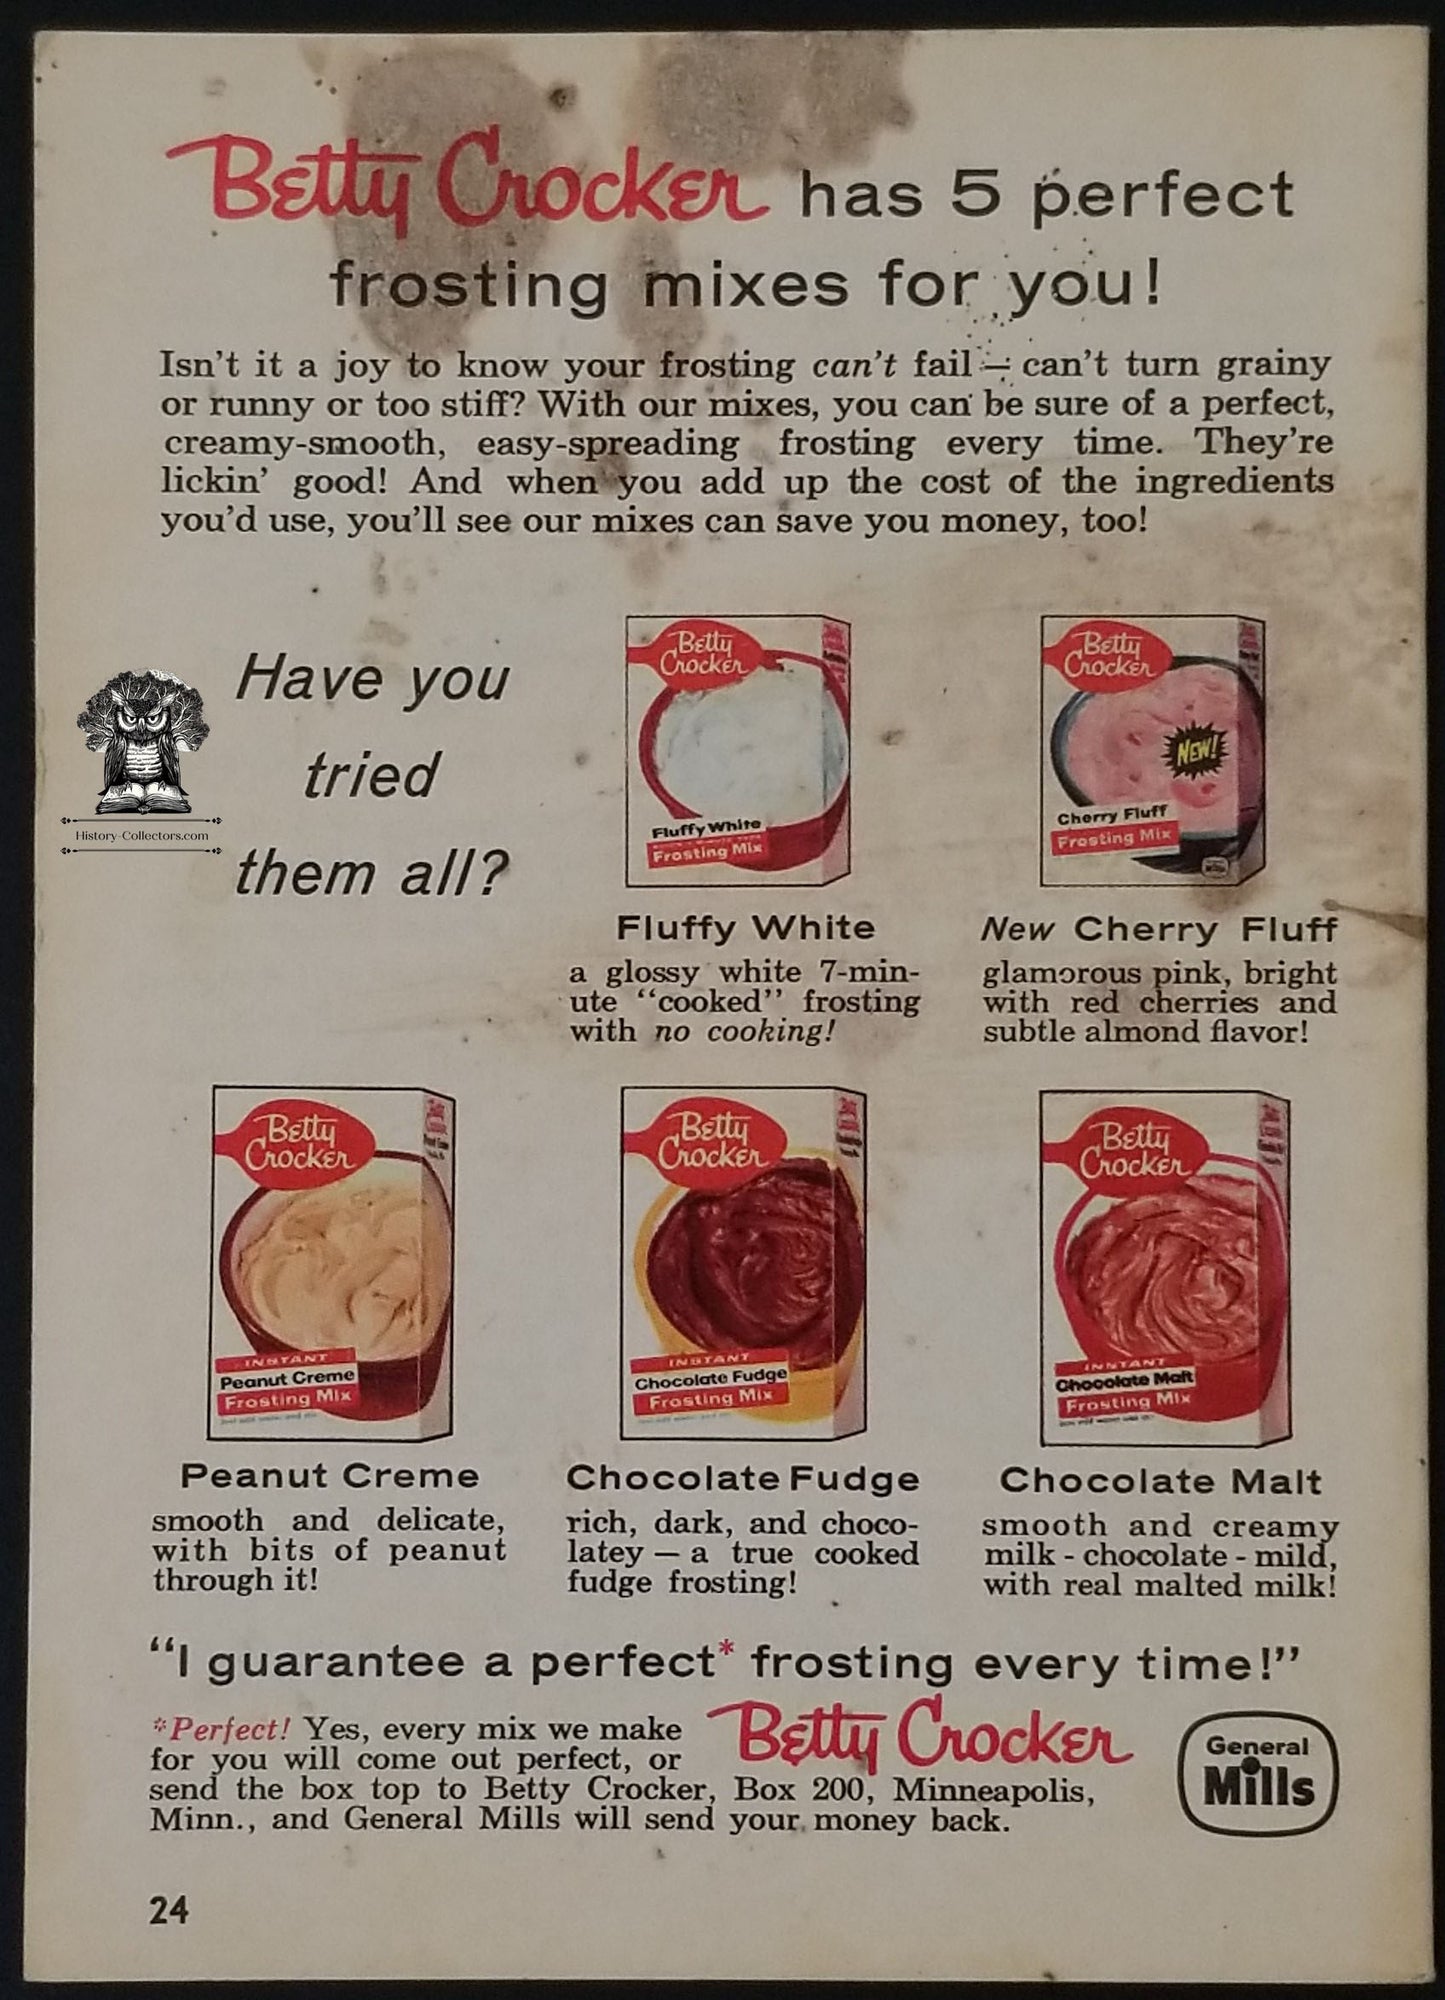 Betty Crocker has 5 perfect
frosting mixes for you!
Isn't it a joy to know your frosting can't fail — can't turn grainy
or runny or too stiff? With our mixes, you can be sure of a perfect,
creamy-smooth, easy-spreading frosting every time. They're
lickin' good! And when you add up the cost of the ingredients
you'd use, you'll see our mixes can save you money, too!
Have you
tried
them all?
History-Collectors.com
Betty
Crocker
Fluffy White
Frosting Mix
Fluffy White
a glossy white 7-min-
ute "cooked" frosting
with no cooking!
Betty
Crocker
NEW!
Cherry Fluff
Frosting Mix
New Cherry Fluff
glamorous pink, bright
with red cherries and
subtle almond flavor!
Betty
Crocker
INSTANT
Peanut Creme
Frosting Mix
Peanut Creme
smooth and delicate,
with bits of peanut
through it!
Betty
Crocker
INSTANT
Chocolate Fudge
Frosting Mix
Chocolate Fudge
rich, dark, and choco-
latey — a true cooked
fudge frosting!
Betty
Crocker
INSTANT
Chocolate Malt
Frosting Mix
Chocolate Malt
smooth and creamy
milk - chocolate - mild,
with real malted milk!
"I guarantee a perfect* frosting every time!"
Betty Crocker
*Perfect! Yes, every mix we make
for you will come out perfect, or
send the box top to Betty Crocker, Box 200, Minneapolis,
Minn., and General Mills will send your money back.
General
Mills
24